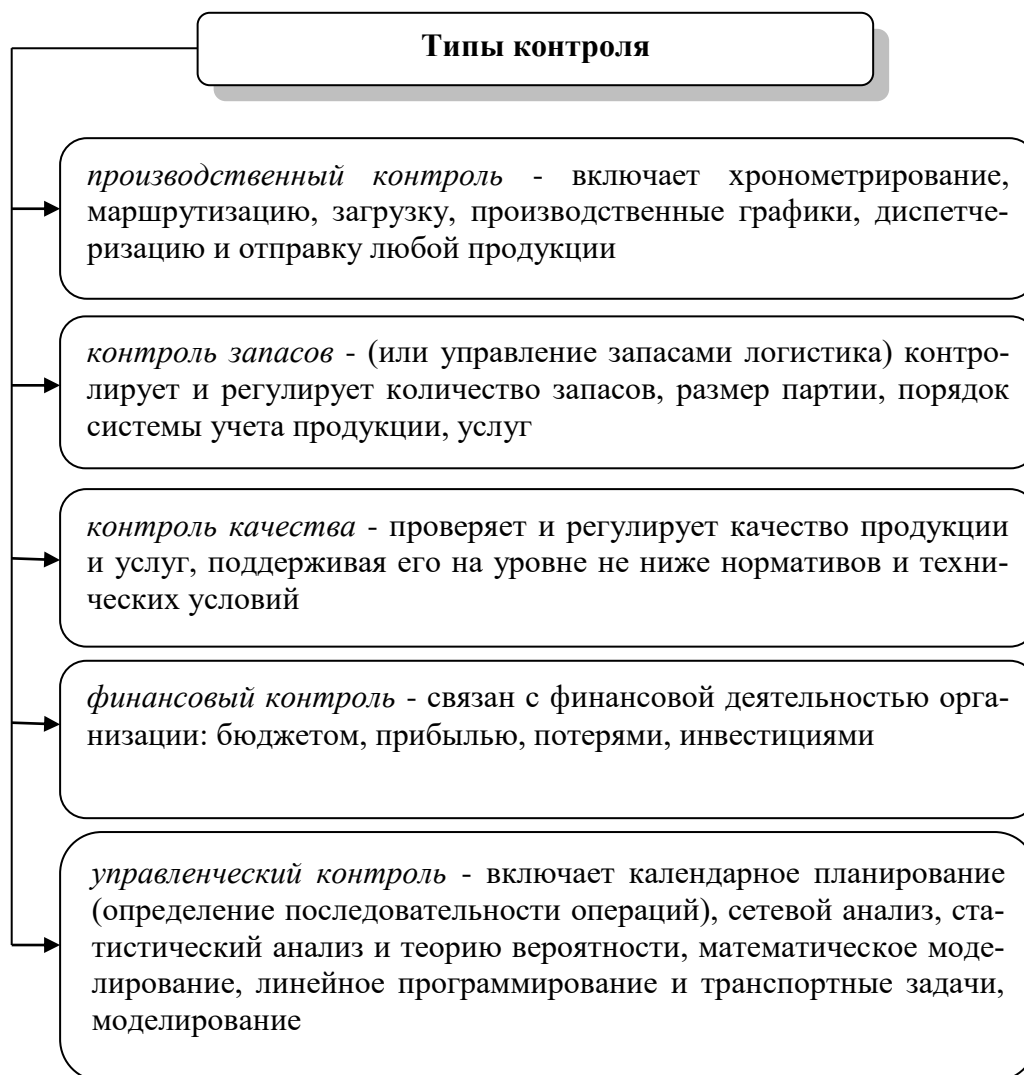 Типы контроля
производственный контроль - включает хронометрирование,
маршрутизацию, загрузку, производственные графики, диспетче-
ризацию и отправку любой продукции
контроль запасов - (или управление запасами логистика) контро-
лирует и регулирует количество запасов, размер партии, порядок
системы учета продукции, услуг
контроль качества - проверяет и регулирует качество продукции
и услуг, поддерживая его на уровне не ниже нормативов и техни-
ческих условий
финансовый контроль - связан с финансовой деятельностью орга-
низации: бюджетом, прибылью, потерями, инвестициями
управленческий контроль - включает календарное планирование
(определение последовательности операций), сетевой анализ, ста-
тистический анализ и теорию вероятности, математическое моде-
лирование, линейное программирование и транспортные задачи,
моделирование